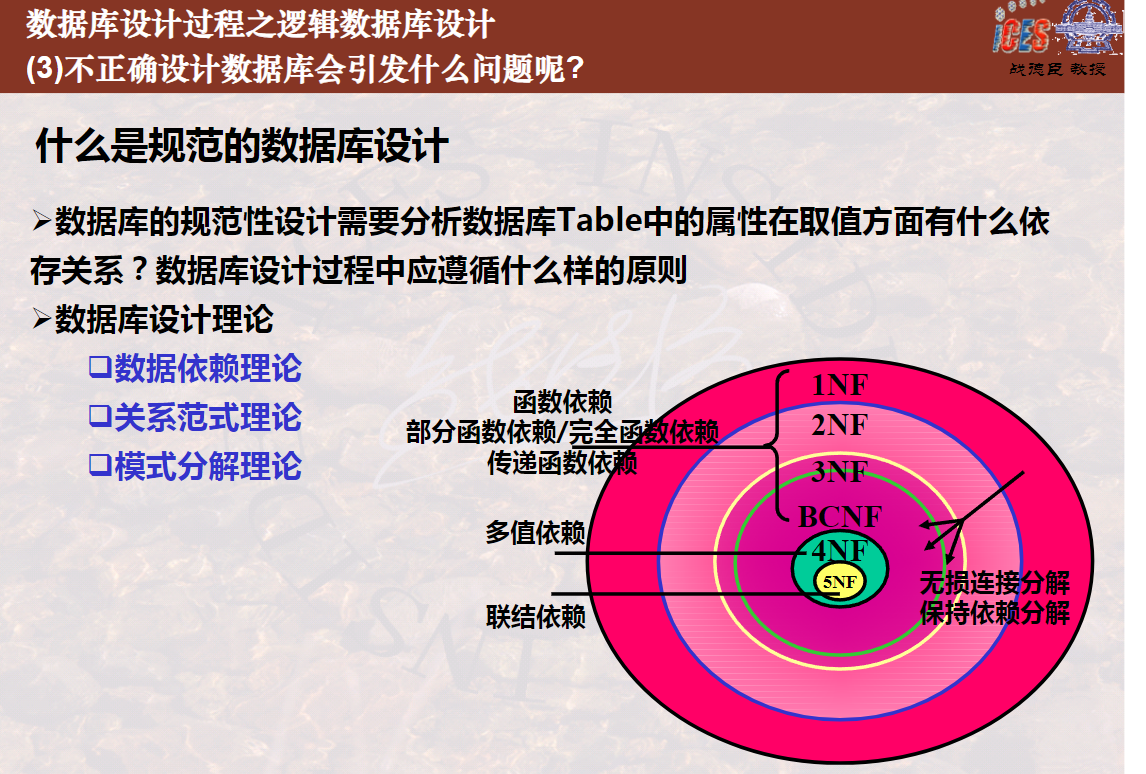 数据库设计过程之逻辑数据库设计
(3)不正确设计数据库会引发什么问题呢?
iCES
战德臣 教授
什么是规范的数据库设计
➢数据库的规范性设计需要分析数据库Table中的属性在取值方面有什么依
存关系？数据库设计过程中应遵循什么样的原则
➢数据库设计理论
❑数据依赖理论
❑关系范式理论
❑模式分解理论
函数依赖
部分函数依赖/完全函数依赖
传递函数依赖
多值依赖
联结依赖
1NF
2NF
3NF
BCNF
4NF
5NF
无损连接分解
保持依赖分解